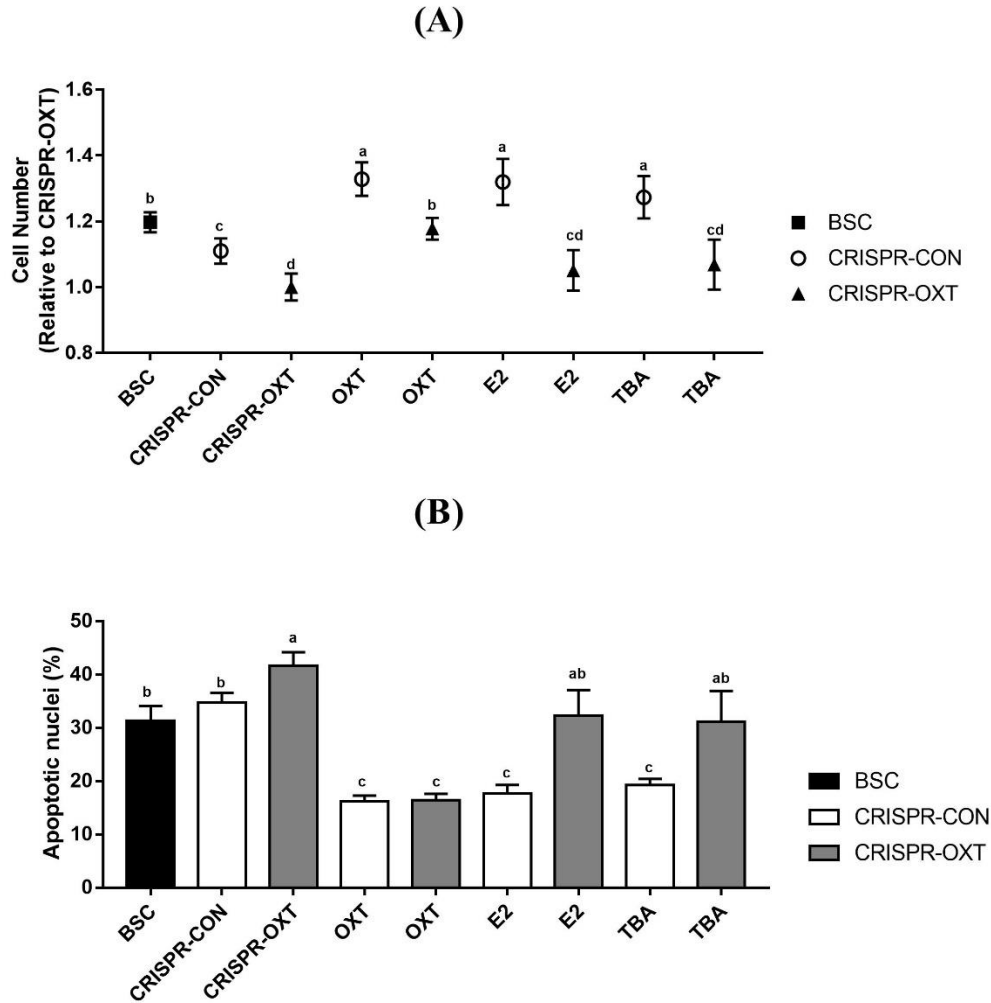 (A)
Cell Number
(Relative to CRISPR-OXT)
1.6
1.4
1.2
1.0
0.8
b
c
d
a
b
a
cd
a
cd
BSC
CRISPR-CON
CRISPR-OXT
OXT
OXT
E2
E2
TBA
TBA
BSC
CRISPR-CON
CRISPR-OXT
(B)
Apoptotic nuclei (%)
50
40
30
20
10
0
b
b
a
c
c
c
ab
c
ab
BSC
CRISPR-CON
CRISPR-OXT
OXT
OXT
E2
E2
TBA
TBA
BSC
CRISPR-CON
CRISPR-OXT